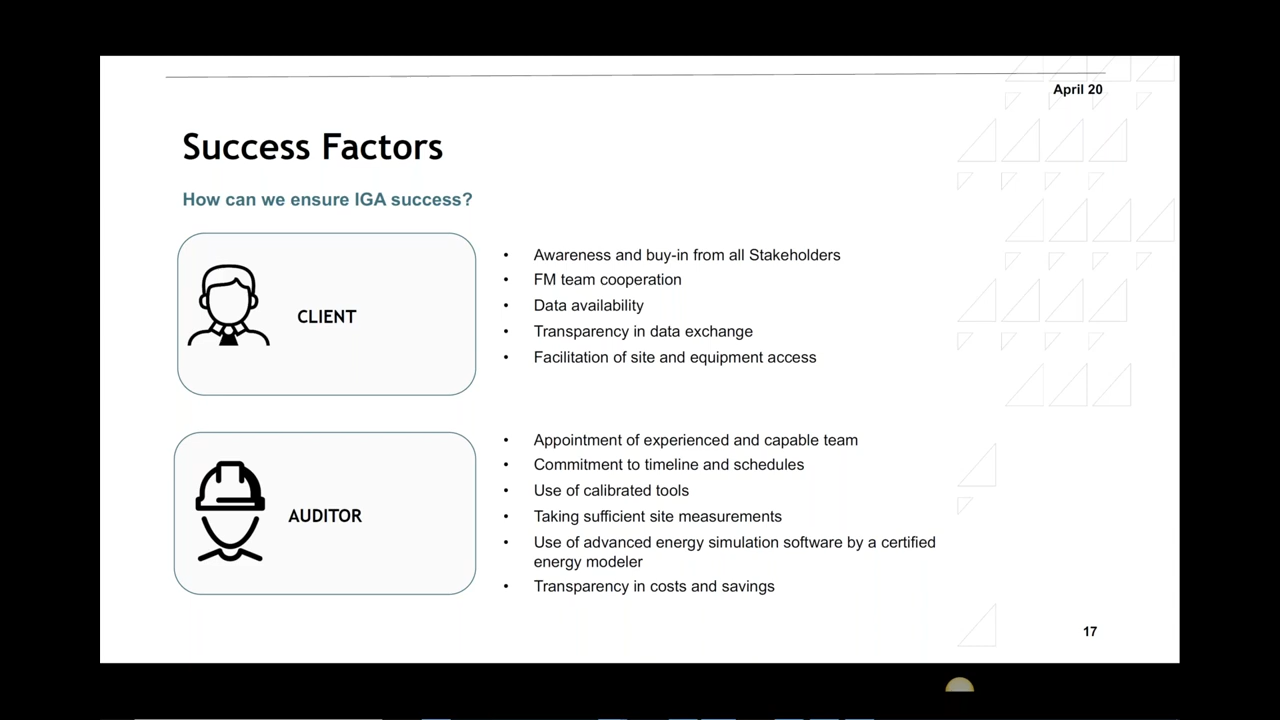 April 20
Success Factors
How can we ensure IGA success?
CLIENT
• Awareness and buy-in from all Stakeholders
• FM team cooperation
• Data availability
• Transparency in data exchange
• Facilitation of site and equipment access
AUDITOR
• Appointment of experienced and capable team
• Commitment to timeline and schedules
• Use of calibrated tools
• Taking sufficient site measurements
• Use of advanced energy simulation software by a certified
energy modeler
• Transparency in costs and savings
17